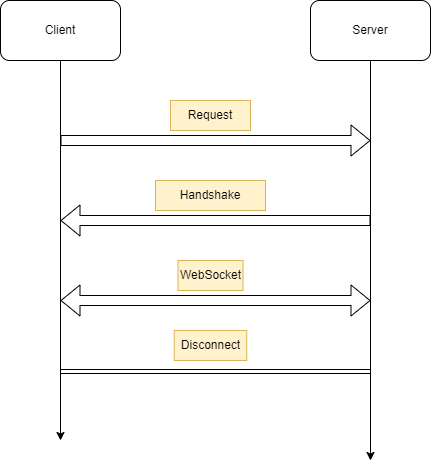 Client
Server
Request
Handshake
WebSocket
Disconnect